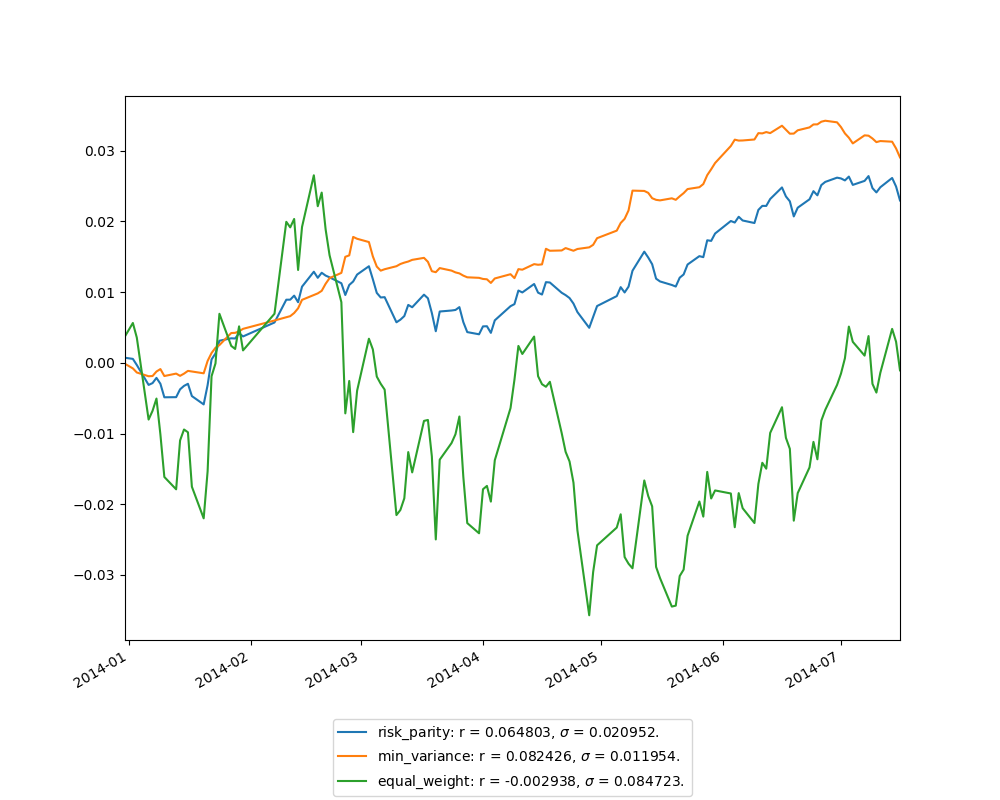 0.03
0.02
0.01
0.00
−0.01
−0.02
−0.03
2014-01 2014-02 2014-03 2014-04 2014-05 2014-06 2014-07
risk_parity: r = 0.064803, σ = 0.020952.
min_variance: r = 0.082426, σ = 0.011954.
equal_weight: r = -0.002938, σ = 0.084723.